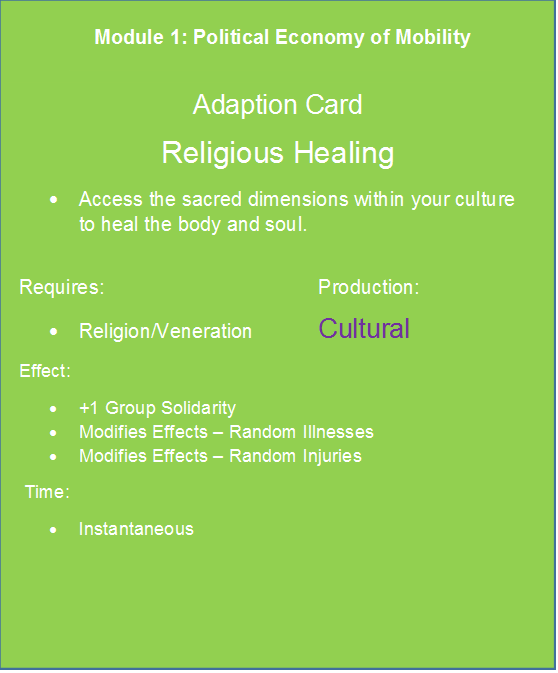 Module 1: Political Economy of Mobility
Adaption Card
Religious Healing
• Access the sacred dimensions within your culture
to heal the body and soul.
Requires:
Production:
• Religion/Veneration
Cultural
Effect:
• +1 Group Solidarity
• Modifies Effects – Random Illnesses
• Modifies Effects – Random Injuries
Time:
• Instantaneous